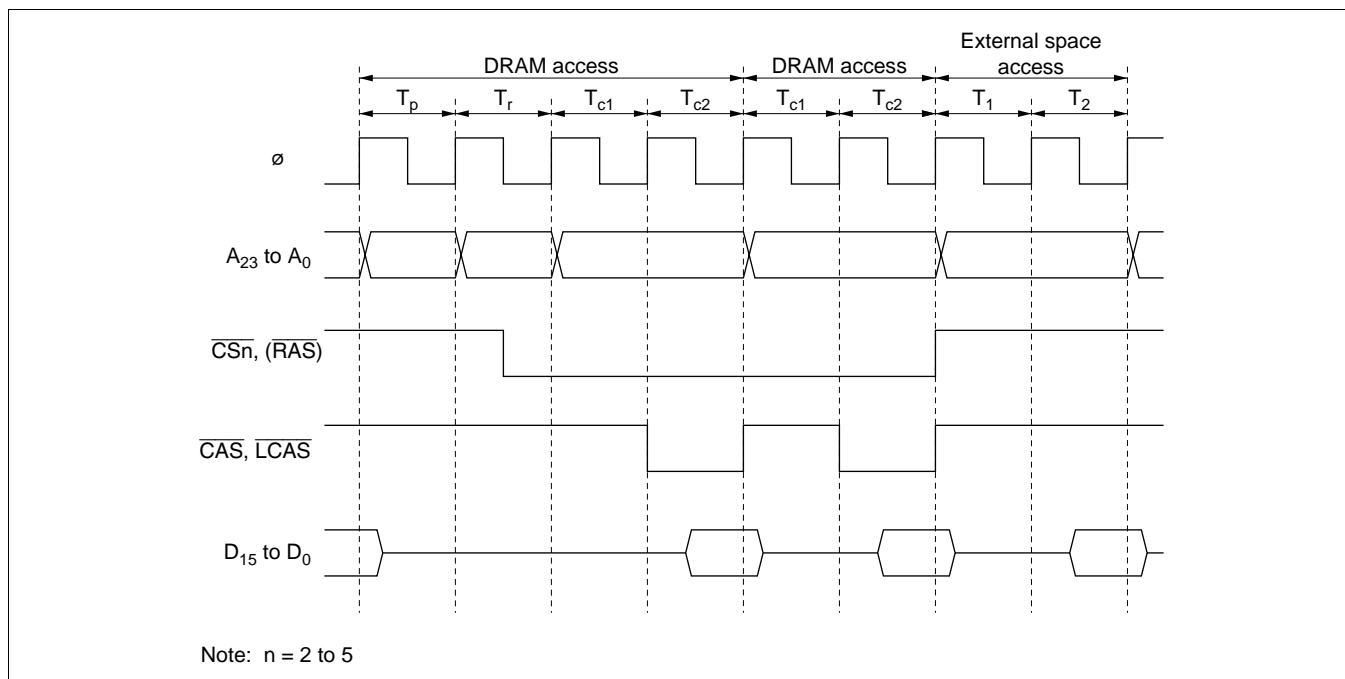 External space
access
DRAM access DRAM access
Tp Tr Tc1 Tc2 Tc1 Tc2 T1 T2
ø
A23 to A0
CSn, (RAS)
CAS, LCAS
D15 to D0
Note: n = 2 to 5